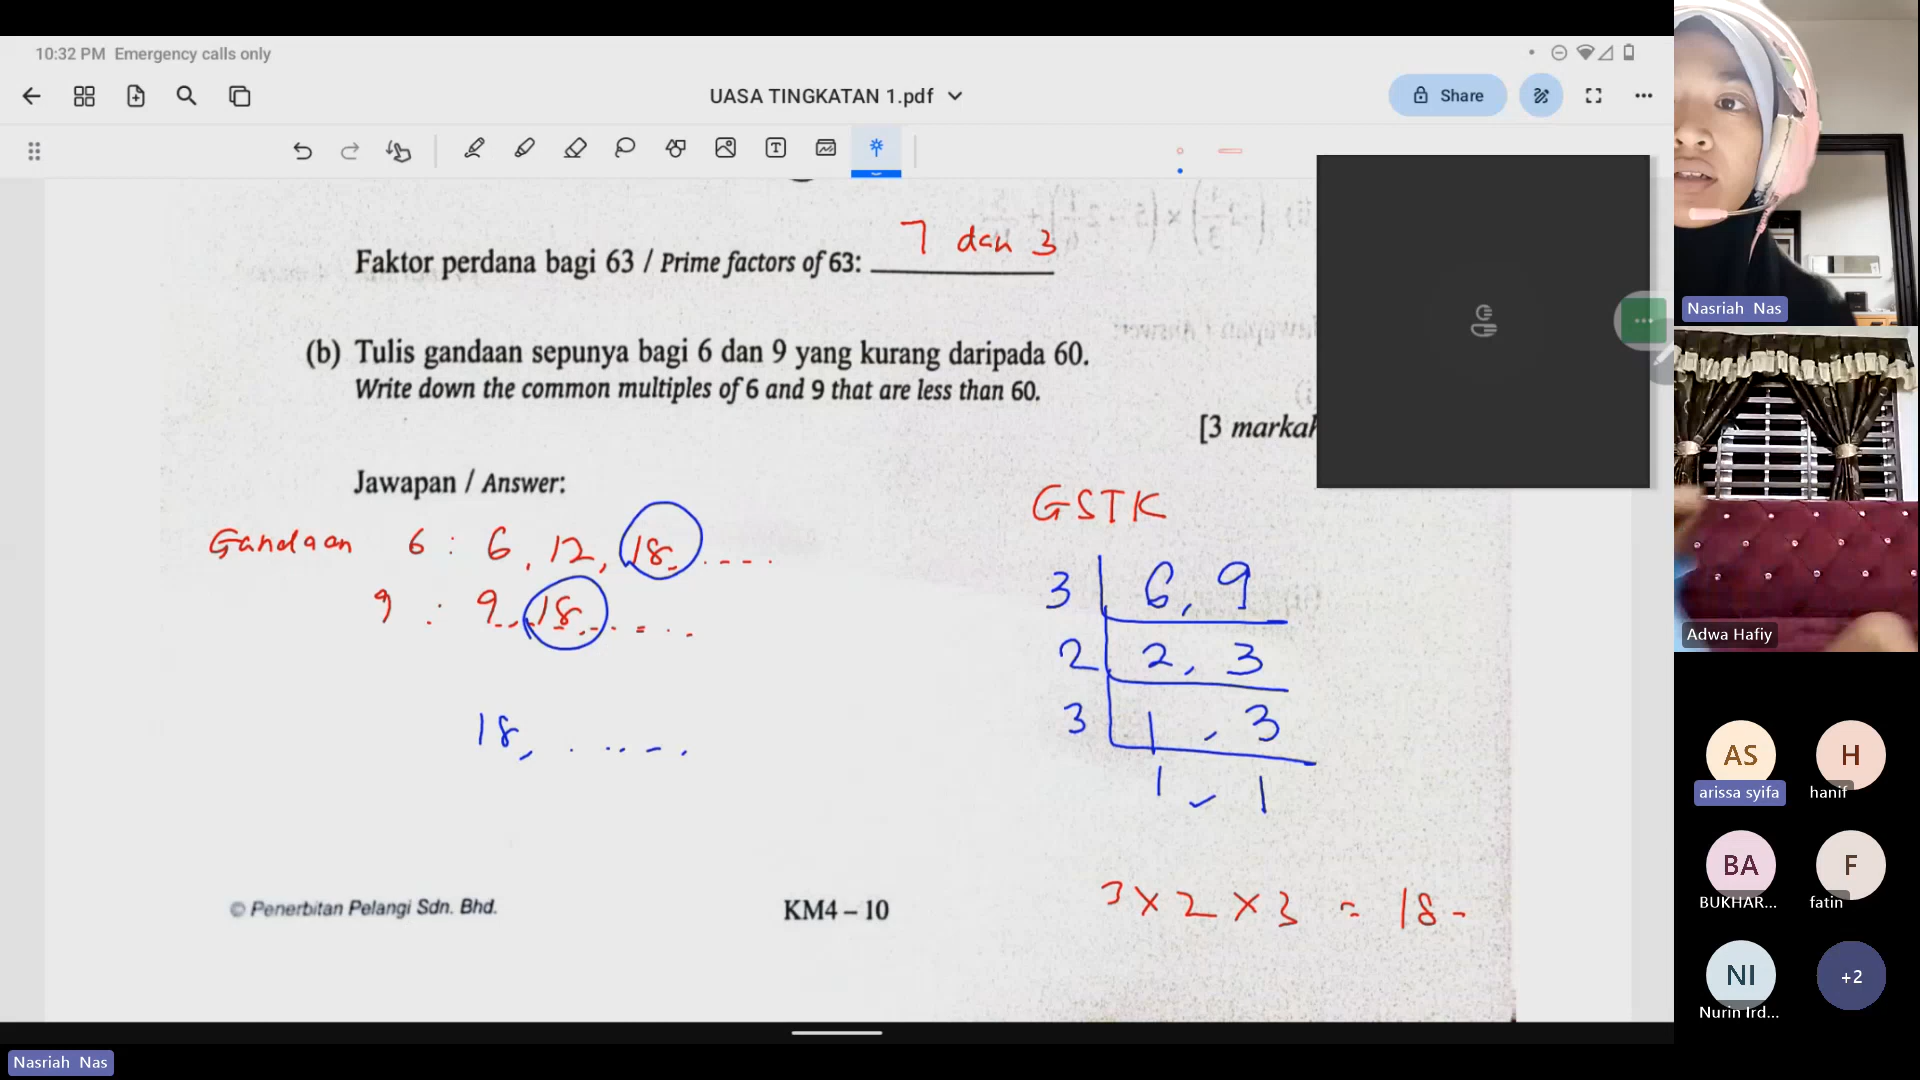 10:32 PM Emergency calls only
UASA TINGKATAN 1.pdf
Share
Faktor perdana bagi 63 / Prime factors of 63: 7 dan 3
(b) Tulis gandaan sepunya bagi 6 dan 9 yang kurang daripada 60.
Write down the common multiples of 6 and 9 that are less than 60.
[3 markah
Jawapan / Answer:
Gandaan 6 : 6, 12, 18, ....
9 : 9, 18, .....
18, .....
GSTK
3 6, 9
2 2, 3
3 1, 3
1, 1
3 × 2 × 3 = 18
© Penerbitan Pelangi Sdn. Bhd.
KM4 – 10
Nasriah Nas
Adwa Hafiy
AS
arissa syifa
H
hanif
BA
BUKHAR...
F
fatin
NI
Nurin Ird...
+2
Nasriah Nas